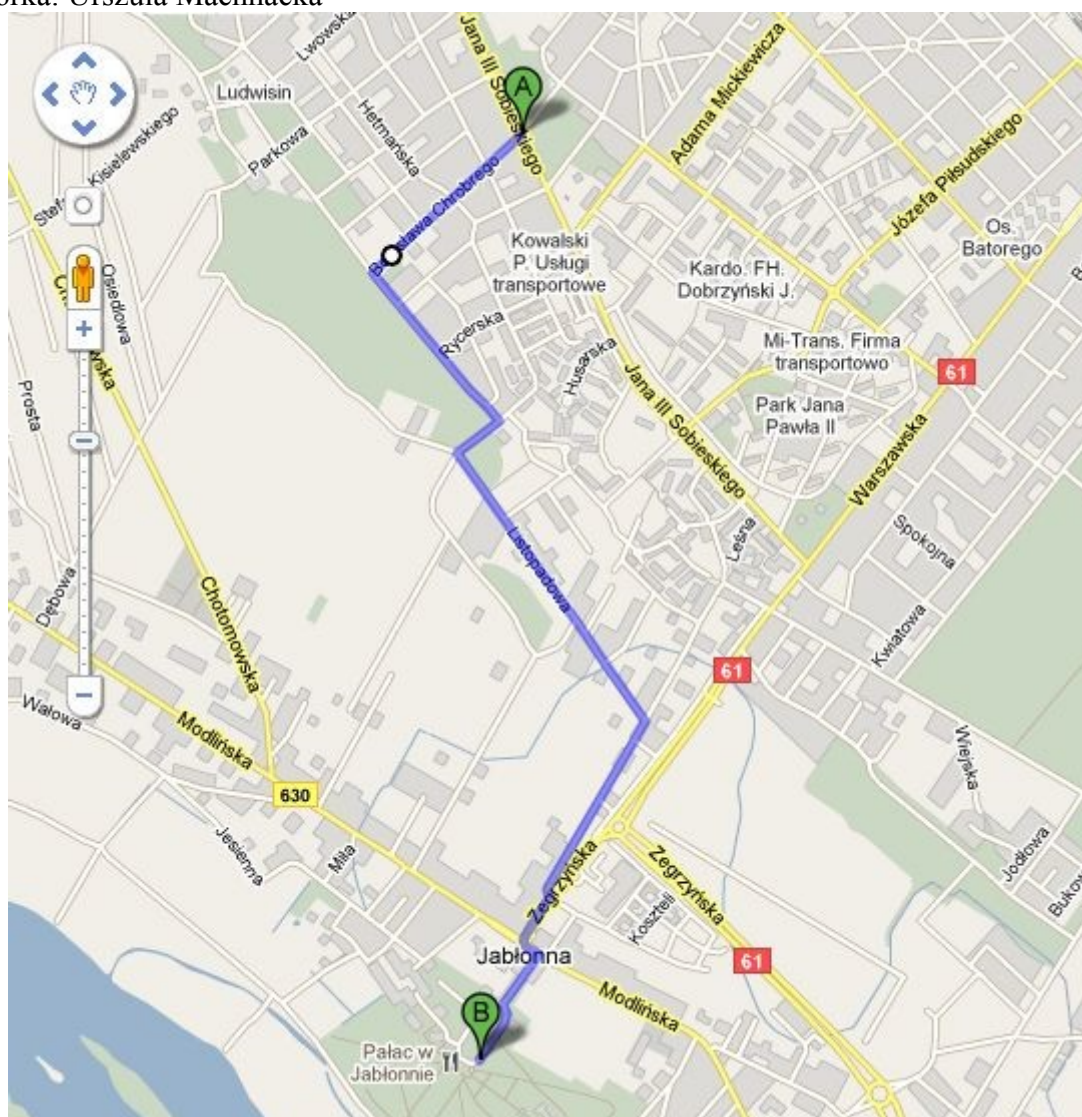 Urszula Machnacka
Lwowska
Jana III Sobieskiego
A
Adama Mickiewicza
Ludwisin
Hetmańska
Parkowa
Kisielewskiego
Józefa Piłsudskiego
Chrobrego
Os.
Batorego
Kowalski
P. Usługi
transportowe
Kardo. FH.
Dobrzyński J.
Osiedlowa
Rycerska
Husarska
Mi-Trans. Firma
transportowo
61
Prosta
Jana III Sobieskiego
Park Jana
Pawła II
Warszawska
Leśna
Spokojna
Listopadowa
Dębowa
Chotomowska
Kwiatowa
61
Wałowa
Modlińska
Wiejska
630
Jesienna
Miła
Zegrzyńska
Zegrzyńska
Jodłowa
Koszteli
Jabłonna
61
Modlińska
B
Pałac w
Jabłonnie